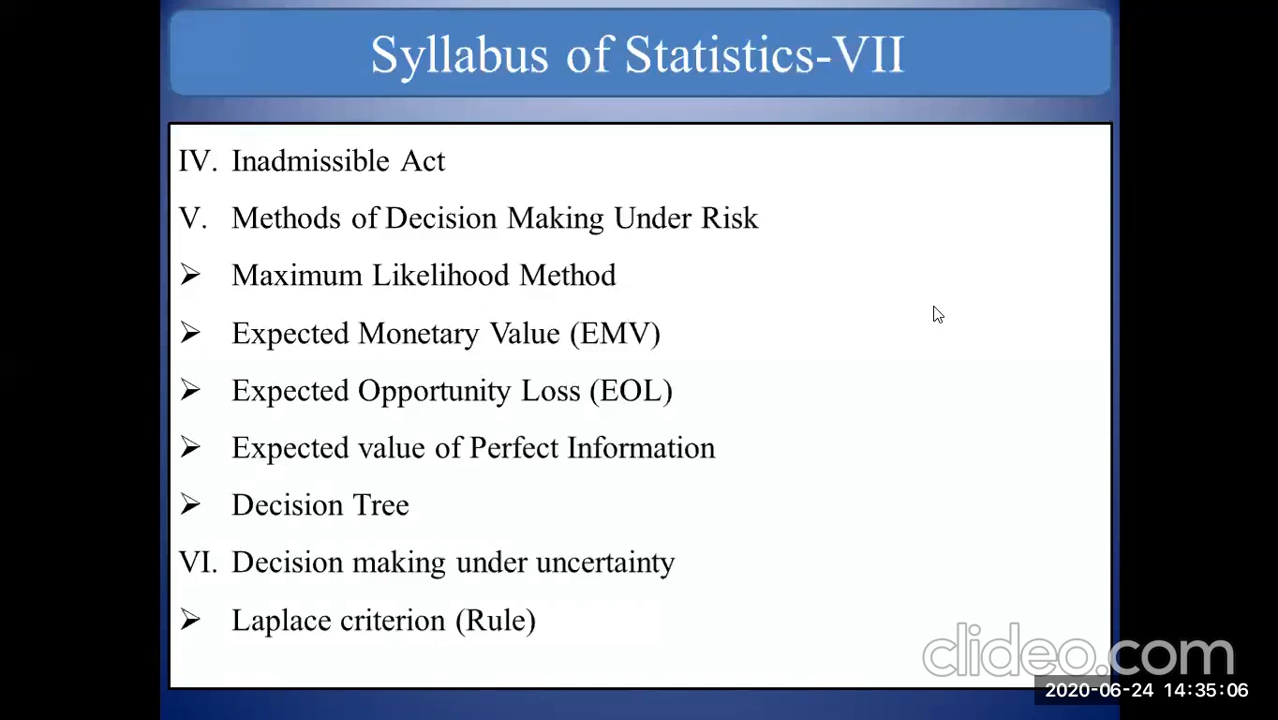 Syllabus of Statistics-VII
IV. Inadmissible Act
V. Methods of Decision Making Under Risk
➢ Maximum Likelihood Method
➢ Expected Monetary Value (EMV)
➢ Expected Opportunity Loss (EOL)
➢ Expected value of Perfect Information
➢ Decision Tree
VI. Decision making under uncertainty
➢ Laplace criterion (Rule)
clideo.com
2020-06-24 14:35:06